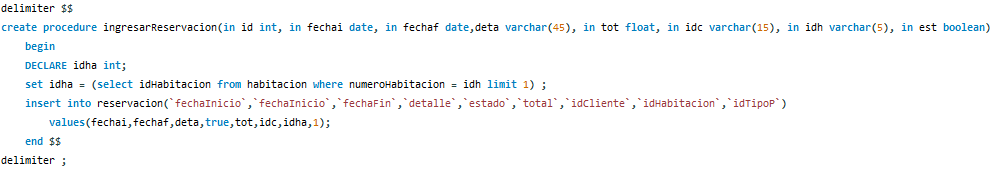 delimiter $$
create procedure ingresarReservacion(in id int, in fechai date, in fechaf date,deta varchar(45), in tot float, in idc varchar(15), in idh varchar(5), in est boolean)
begin
DECLARE idha int;
set idha = (select idHabitacion from habitacion where numeroHabitacion = idh limit 1) ;
insert into reservacion(`fechaInicio`,`fechaInicio`,`fechaFin`,`detalle`,`estado`,`total`,`idCliente`,`idHabitacion`,`idTipoP`)
values(fechai,fechaf,deta,true,tot,idc,idha,1);
end $$
delimiter ;